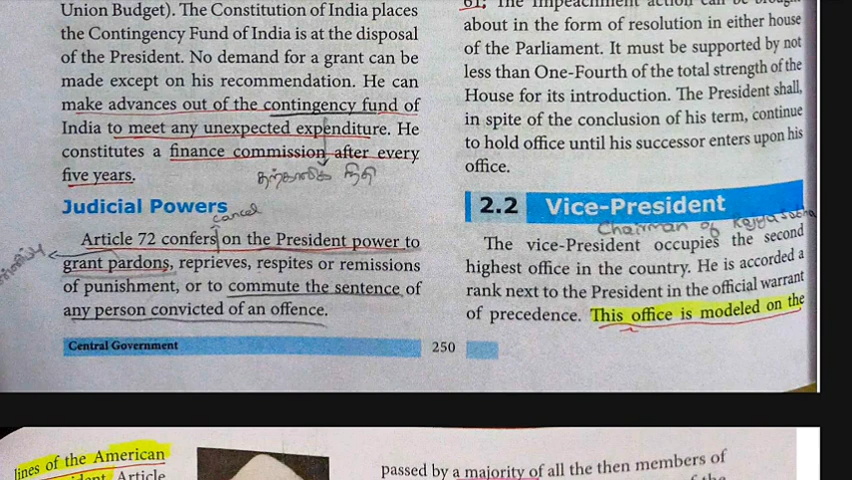 Union Budget). The Constitution of India places
the Contingency Fund of India is at the disposal
of the President. No demand for a grant can be
made except on his recommendation. He can
make advances out of the contingency fund of
India to meet any unexpected expenditure. He
constitutes a finance commission after every
five years.
Judicial Powers
cancel
Article 72 confers on the President power to
grant pardons, reprieves, respites or remissions
of punishment, or to commute the sentence of
any person convicted of an offence.
Central Government
250
61; The impeachment action can be brought
about in the form of resolution in either house
of the Parliament. It must be supported by not
less than One-Fourth of the total strength of the
House for its introduction. The President shall,
in spite of the conclusion of his term, continue
to hold office until his successor enters upon his
office.
2.2 Vice-President
Chairman of
The vice-President occupies the second
highest office in the country. He is accorded a
rank next to the President in the official warrant
of precedence. This office is modeled on the
lines of the American
Article
passed by a majority of all the then members of